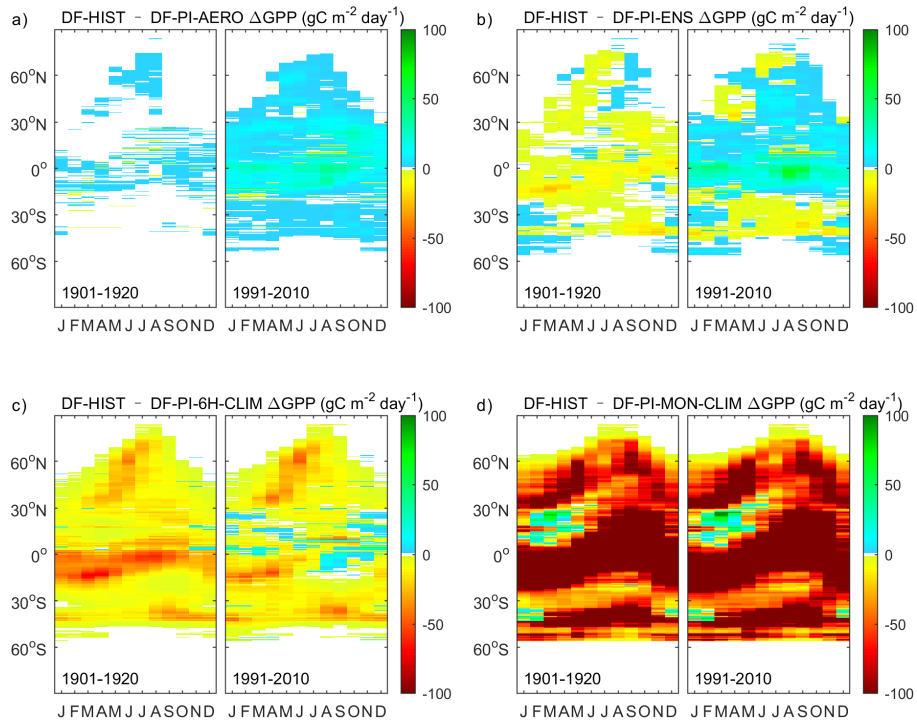 a) DF-HIST - DF-PI-AERO ΔGPP (gC m⁻² day⁻¹)
60°N
30°N
0°
30°S
60°S
1901-1920
1991-2010
J F M A M J J A S O N D
J F M A M J J A S O N D
100
50
0
-50
-100
b) DF-HIST - DF-PI-ENS ΔGPP (gC m⁻² day⁻¹)
60°N
30°N
0°
30°S
60°S
1901-1920
1991-2010
J F M A M J J A S O N D
J F M A M J J A S O N D
100
50
0
-50
-100
c) DF-HIST - DF-PI-6H-CLIM ΔGPP (gC m⁻² day⁻¹)
60°N
30°N
0°
30°S
60°S
1901-1920
1991-2010
J F M A M J J A S O N D
J F M A M J J A S O N D
100
50
0
-50
-100
d) DF-HIST - DF-PI-MON-CLIM ΔGPP (gC m⁻² day⁻¹)
60°N
30°N
0°
30°S
60°S
1901-1920
1991-2010
J F M A M J J A S O N D
J F M A M J J A S O N D
100
50
0
-50
-100